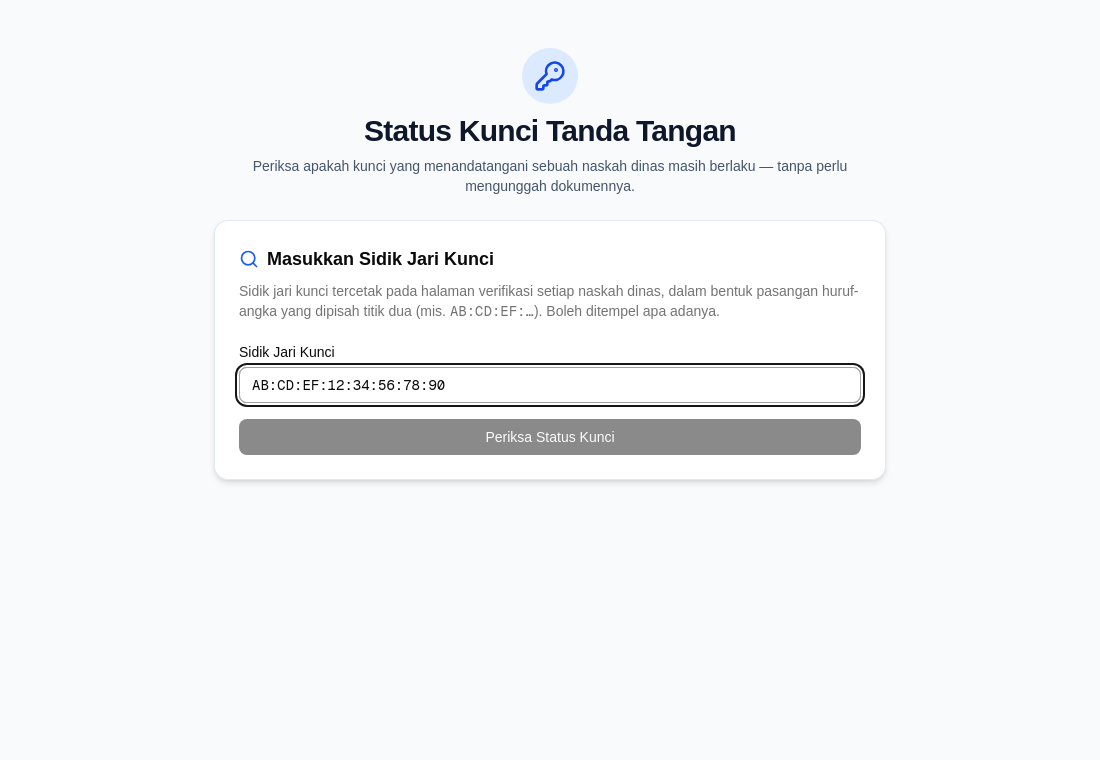 Status Kunci Tanda Tangan
Periksa apakah kunci yang menandatangani sebuah naskah dinas masih berlaku — tanpa perlu
mengunggah dokumennya.
Masukkan Sidik Jari Kunci
Sidik jari kunci tercetak pada halaman verifikasi setiap naskah dinas, dalam bentuk pasangan huruf-
angka yang dipisah titik dua (mis. AB:CD:EF:…). Boleh ditempel apa adanya.
Sidik Jari Kunci
AB:CD:EF:12:34:56:78:90
Periksa Status Kunci